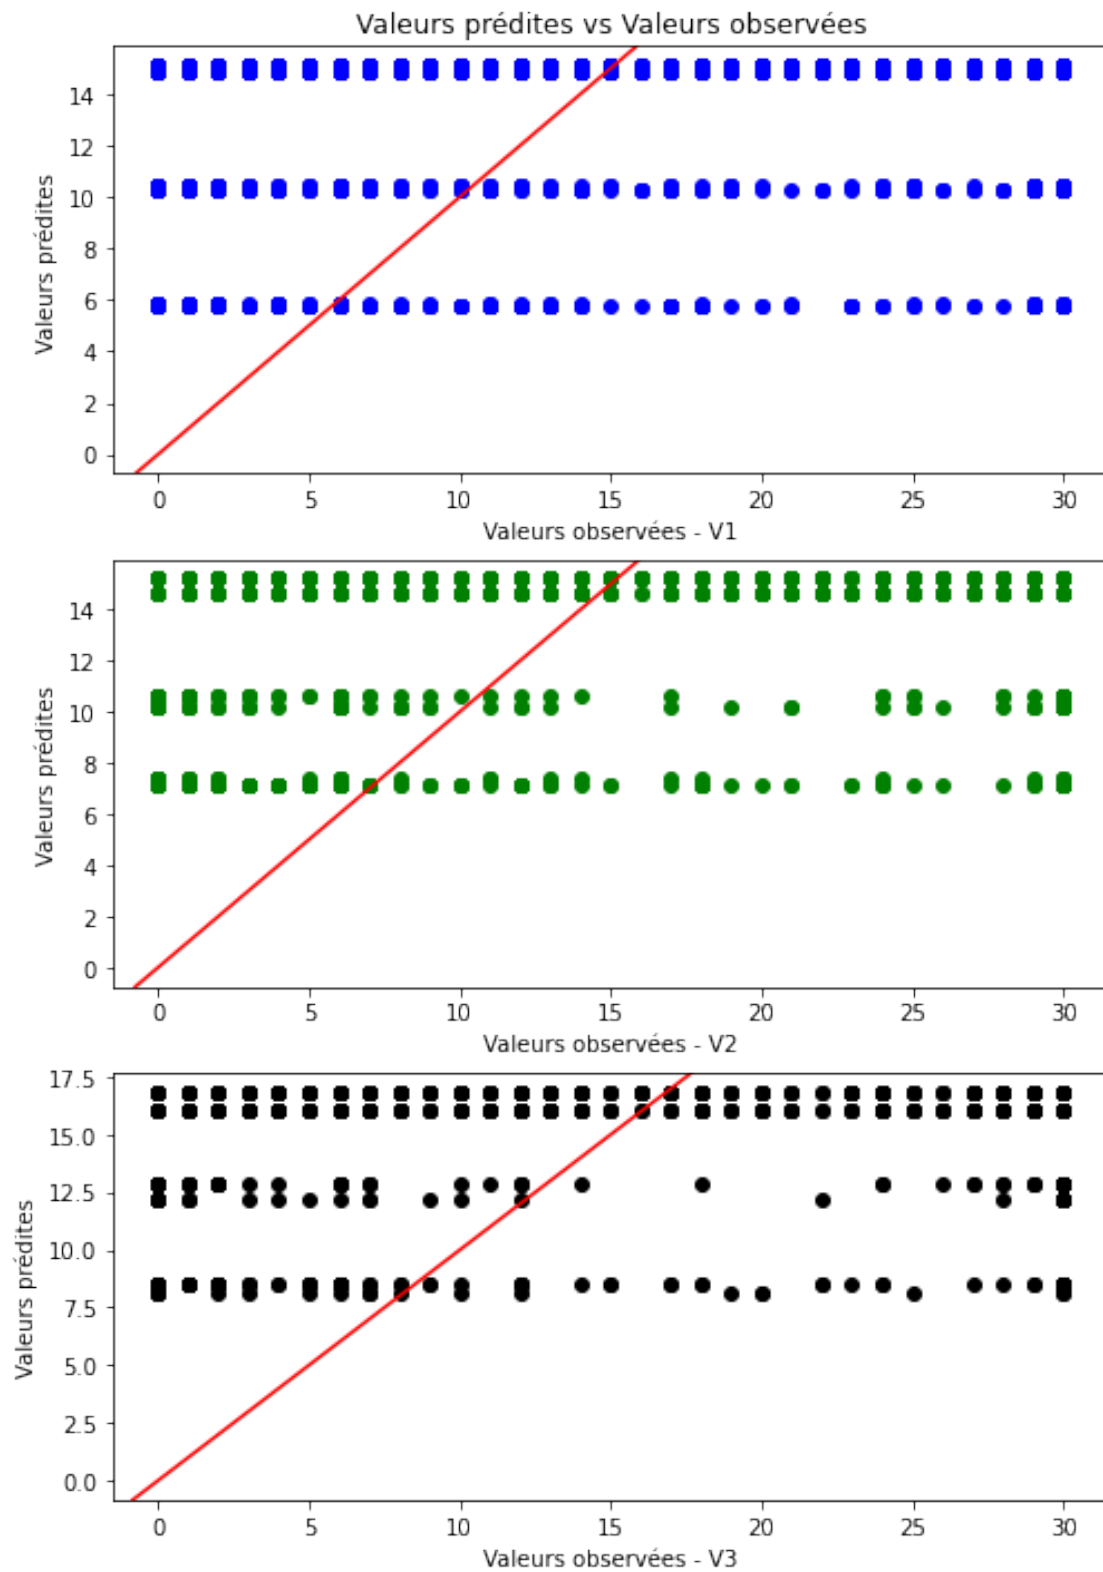 Valeurs prédites vs Valeurs observées
Valeurs prédites
14
12
10
8
6
4
2
0
0 5 10 15 20 25 30
Valeurs observées - V1
Valeurs prédites
14
12
10
8
6
4
2
0
0 5 10 15 20 25 30
Valeurs observées - V2
Valeurs prédites
17.5
15.0
12.5
10.0
7.5
5.0
2.5
0.0
0 5 10 15 20 25 30
Valeurs observées - V3